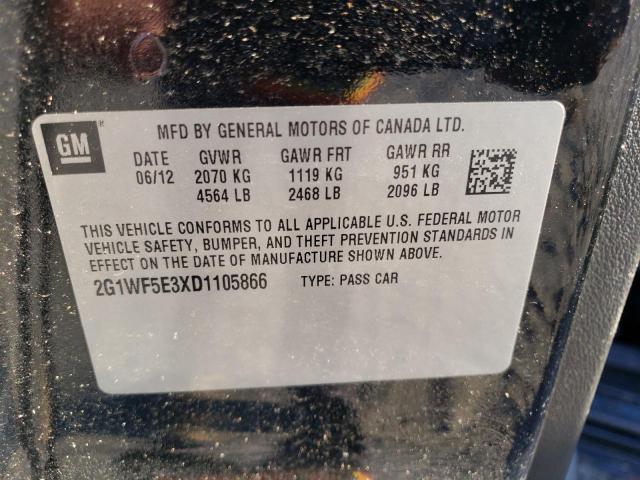 GM®
MFD BY GENERAL MOTORS OF CANADA LTD.
DATE GVWR GAWR FRT GAWR RR
06/12 2070 KG 1119 KG 951 KG
4564 LB 2468 LB 2096 LB
THIS VEHICLE CONFORMS TO ALL APPLICABLE U.S. FEDERAL MOTOR
VEHICLE SAFETY, BUMPER, AND THEFT PREVENTION STANDARDS IN
EFFECT ON THE DATE OF MANUFACTURE SHOWN ABOVE.
2G1WF5E3XD1105866 TYPE: PASS CAR